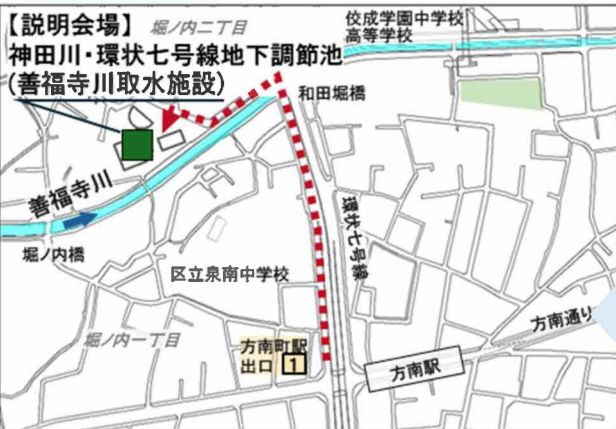 【説明会場】
堀ノ内二丁目
神田川・環状七号線地下調節池
(善福寺川取水施設)
佼成学園中学校
高等学校
和田堀橋
善福寺川
堀ノ内橋
環状七号線
区立泉南中学校
堀ノ内一丁目
方南町駅
出口 1
方南駅
方南通り